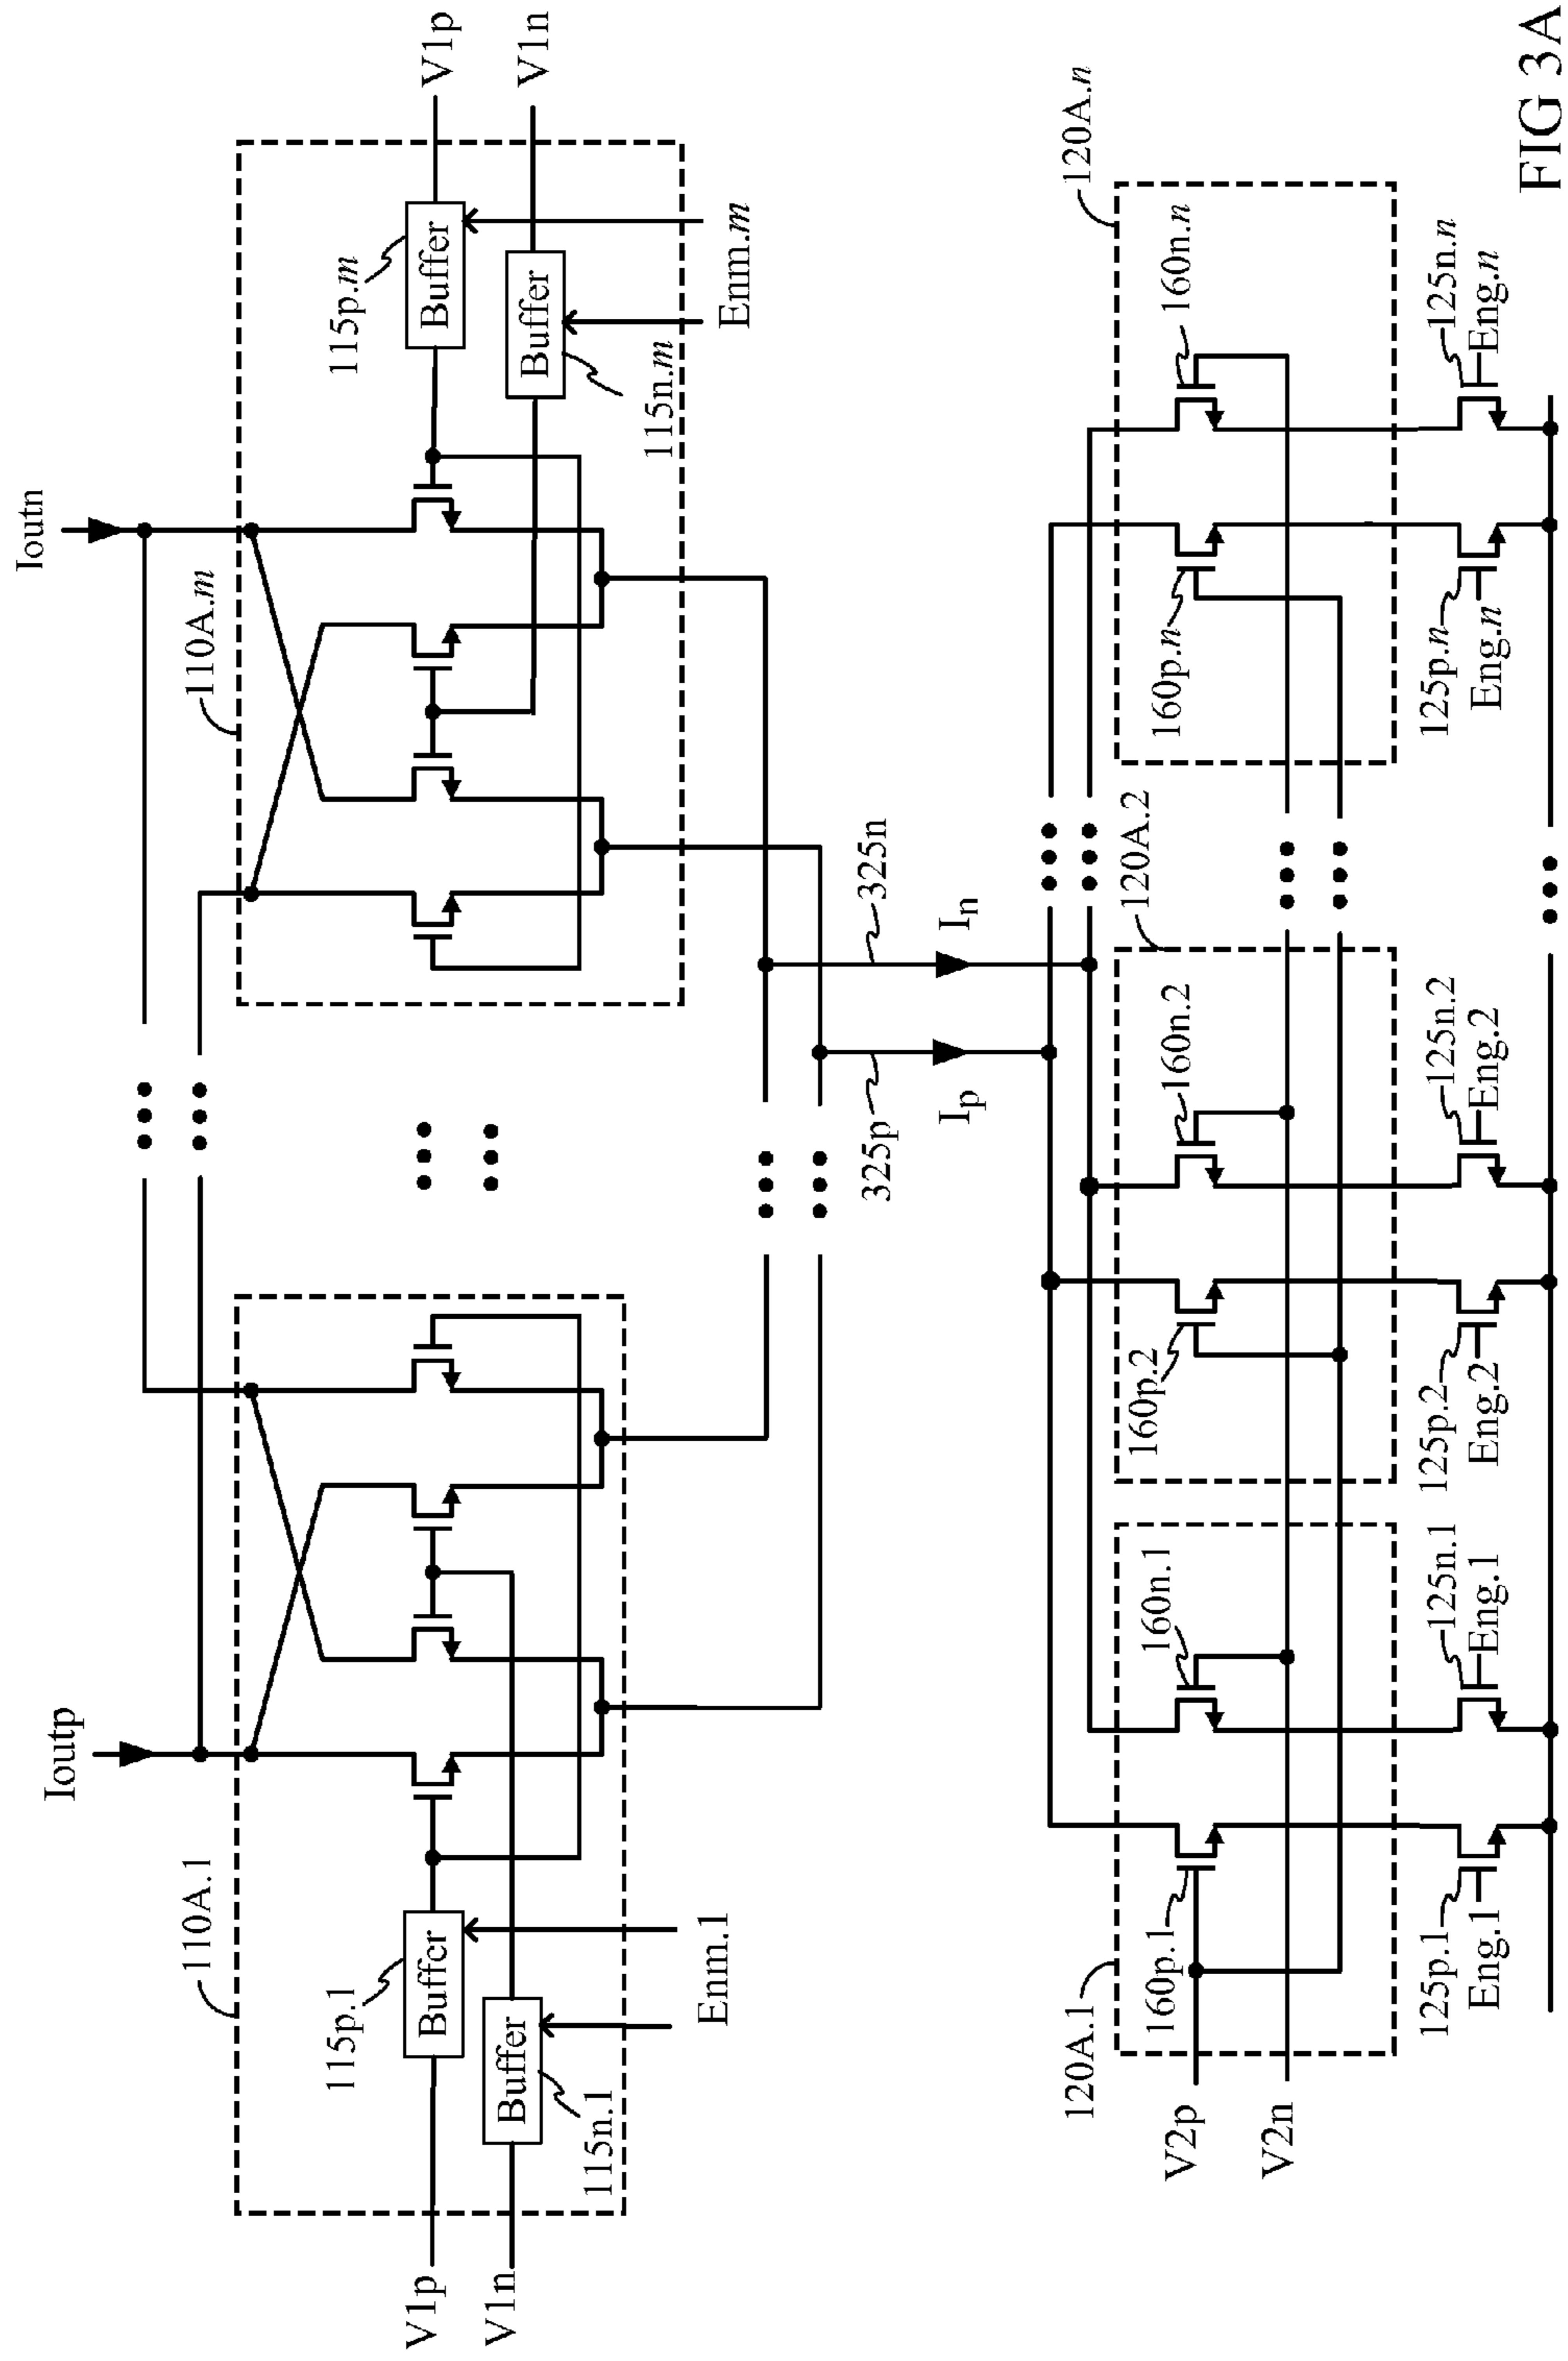 Ioutp
Ioutn
110A.1
110A.m
V1p
115p.1
Buffer
115p.m
Buffer
V1p
V1n
Buffer
115n.1
Buffer
115n.m
V1n
Enm.1
Enm.m
325p
325n
Ip
In
120A.1
120A.2
120A.n
V2p
160p.1
160n.1
160p.2
160n.2
160p.n
160n.n
V2n
125p.1
125n.1
125p.2
125n.2
125p.n
125n.n
Eng.1
Eng.1
Eng.2
Eng.2
Eng.n
Eng.n
FIG 3A